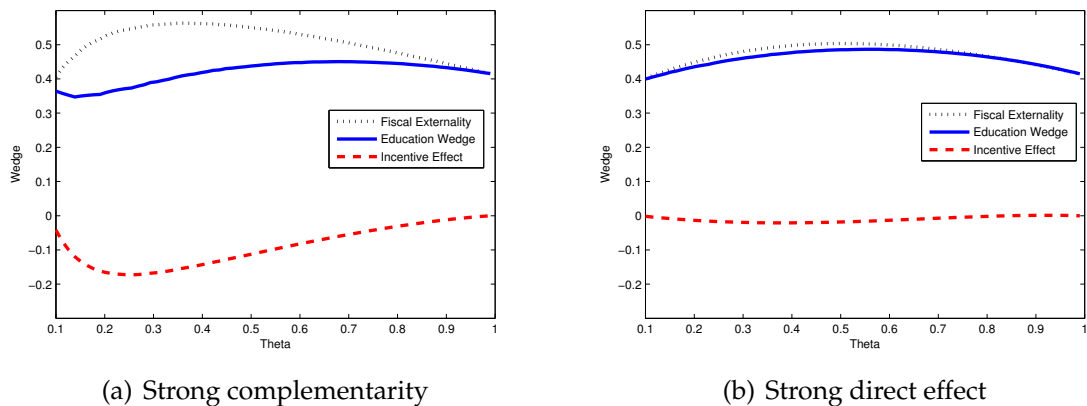 0.5
0.4
0.3
0.2
0.1
0
−0.1
−0.2
Wedge
0.1 0.2 0.3 0.4 0.5 0.6 0.7 0.8 0.9 1
Theta
Fiscal Externality
Education Wedge
Incentive Effect
(a) Strong complementarity
0.5
0.4
0.3
0.2
0.1
0
−0.1
−0.2
Wedge
0.1 0.2 0.3 0.4 0.5 0.6 0.7 0.8 0.9 1
Theta
Fiscal Externality
Education Wedge
Incentive Effect
(b) Strong direct effect